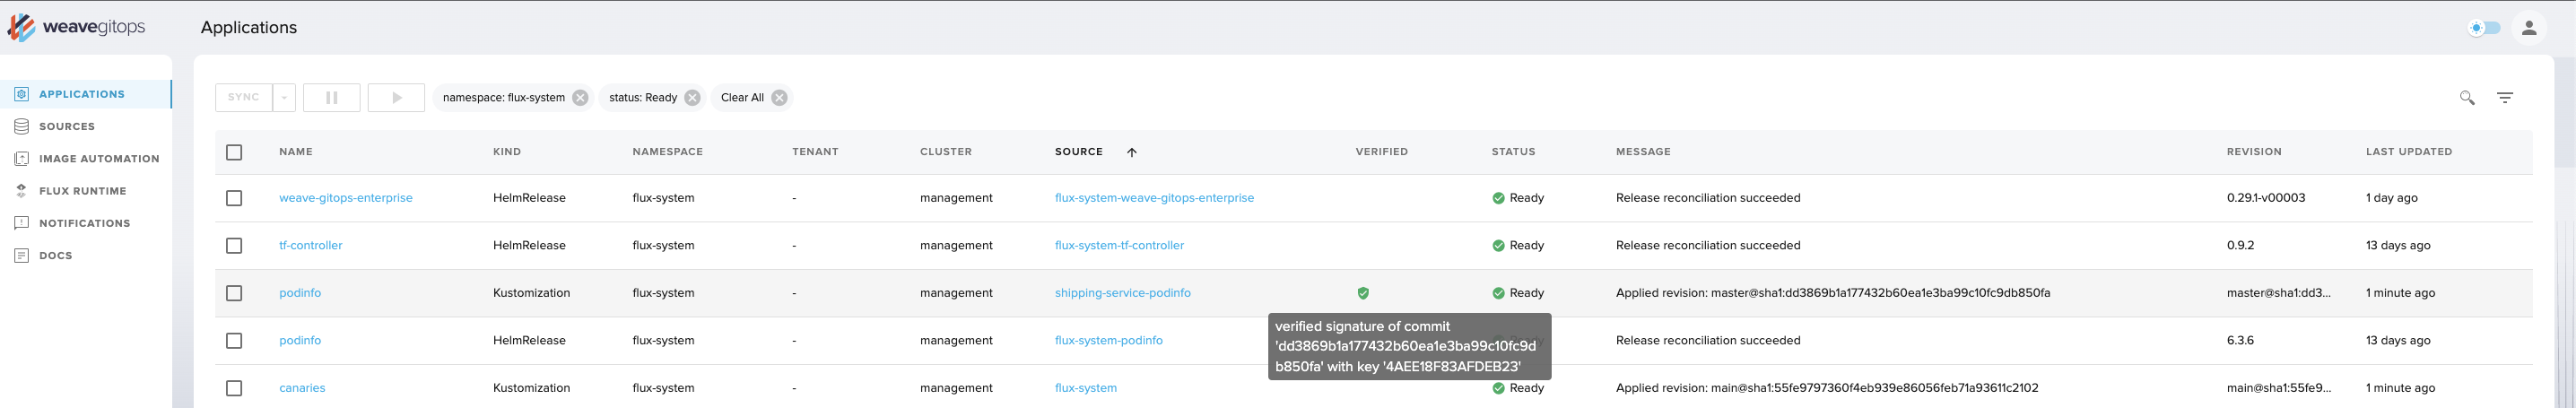 weavegitops
Applications
APPLICATIONS
SOURCES
IMAGE AUTOMATION
FLUX RUNTIME
NOTIFICATIONS
DOCS
SYNC
namespace: flux-system
status: Ready
Clear All
NAME KIND NAMESPACE TENANT CLUSTER SOURCE VERIFIED STATUS MESSAGE REVISION LAST UPDATED
weave-gitops-enterprise HelmRelease flux-system - management flux-system-weave-gitops-enterprise Ready Release reconciliation succeeded 0.29.1-v00003 1 day ago
tf-controller HelmRelease flux-system - management flux-system-tf-controller Ready Release reconciliation succeeded 0.9.2 13 days ago
podinfo Kustomization flux-system - management shipping-service-podinfo Ready Applied revision: master@sha1:dd3869b1a177432b60ea1e3ba99c10fc9db850fa master@sha1:dd3... 1 minute ago
verified signature of commit
'dd3869b1a177432b60ea1e3ba99c10fc9d
b850fa' with key '4AEE18F83AFDEB23'
podinfo HelmRelease flux-system - management flux-system-podinfo Release reconciliation succeeded 6.3.6 13 days ago
canaries Kustomization flux-system - management flux-system Ready Applied revision: main@sha1:55fe9797360f4eb939e86056feb71a93611c2102 main@sha1:55fe9... 1 minute ago